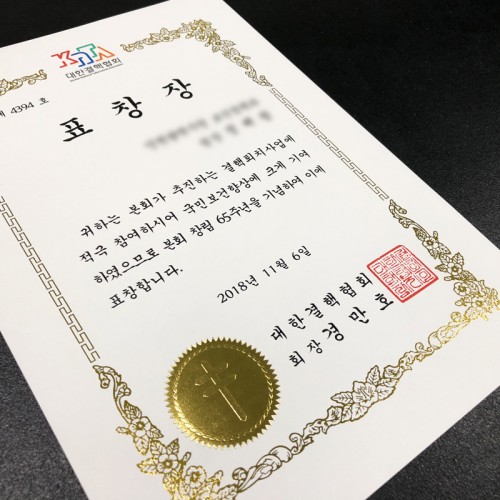 KNTA
대한결핵협회
제 4394 호
표창장
귀하는 본회가 추진하는 결핵퇴치사업에
적극 참여하시어 국민보건향상에 크게 기여
하였으므로 본회 창립 65주년을 기념하여 이에
표창합니다.
2018년 11월 6일
대한결핵협회
회장 경만호